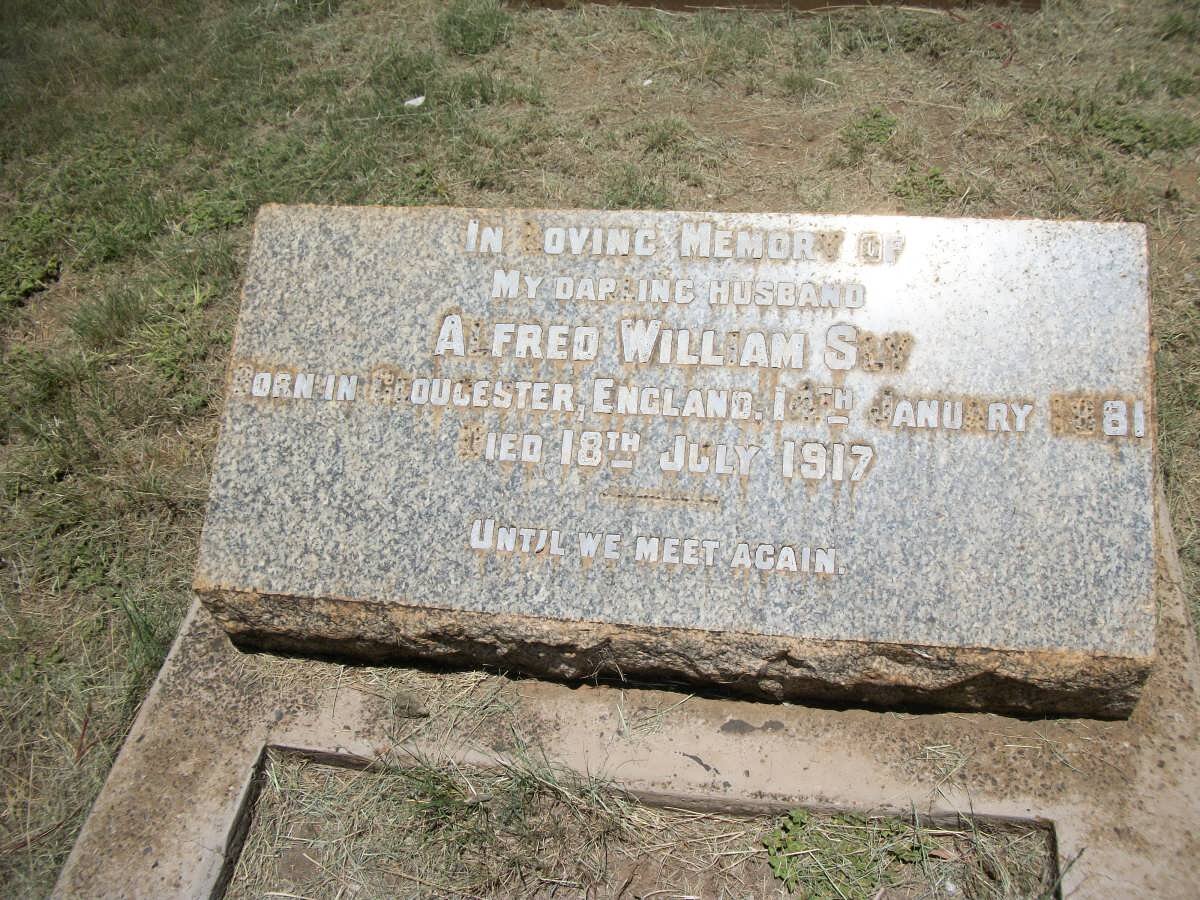 IN LOVING MEMORY OF
MY DARLING HUSBAND
ALFRED WILLIAM SLY
BORN IN GLOUCESTER, ENGLAND, 14TH JANUARY 1881
DIED 18TH JULY 1917
UNTIL WE MEET AGAIN.